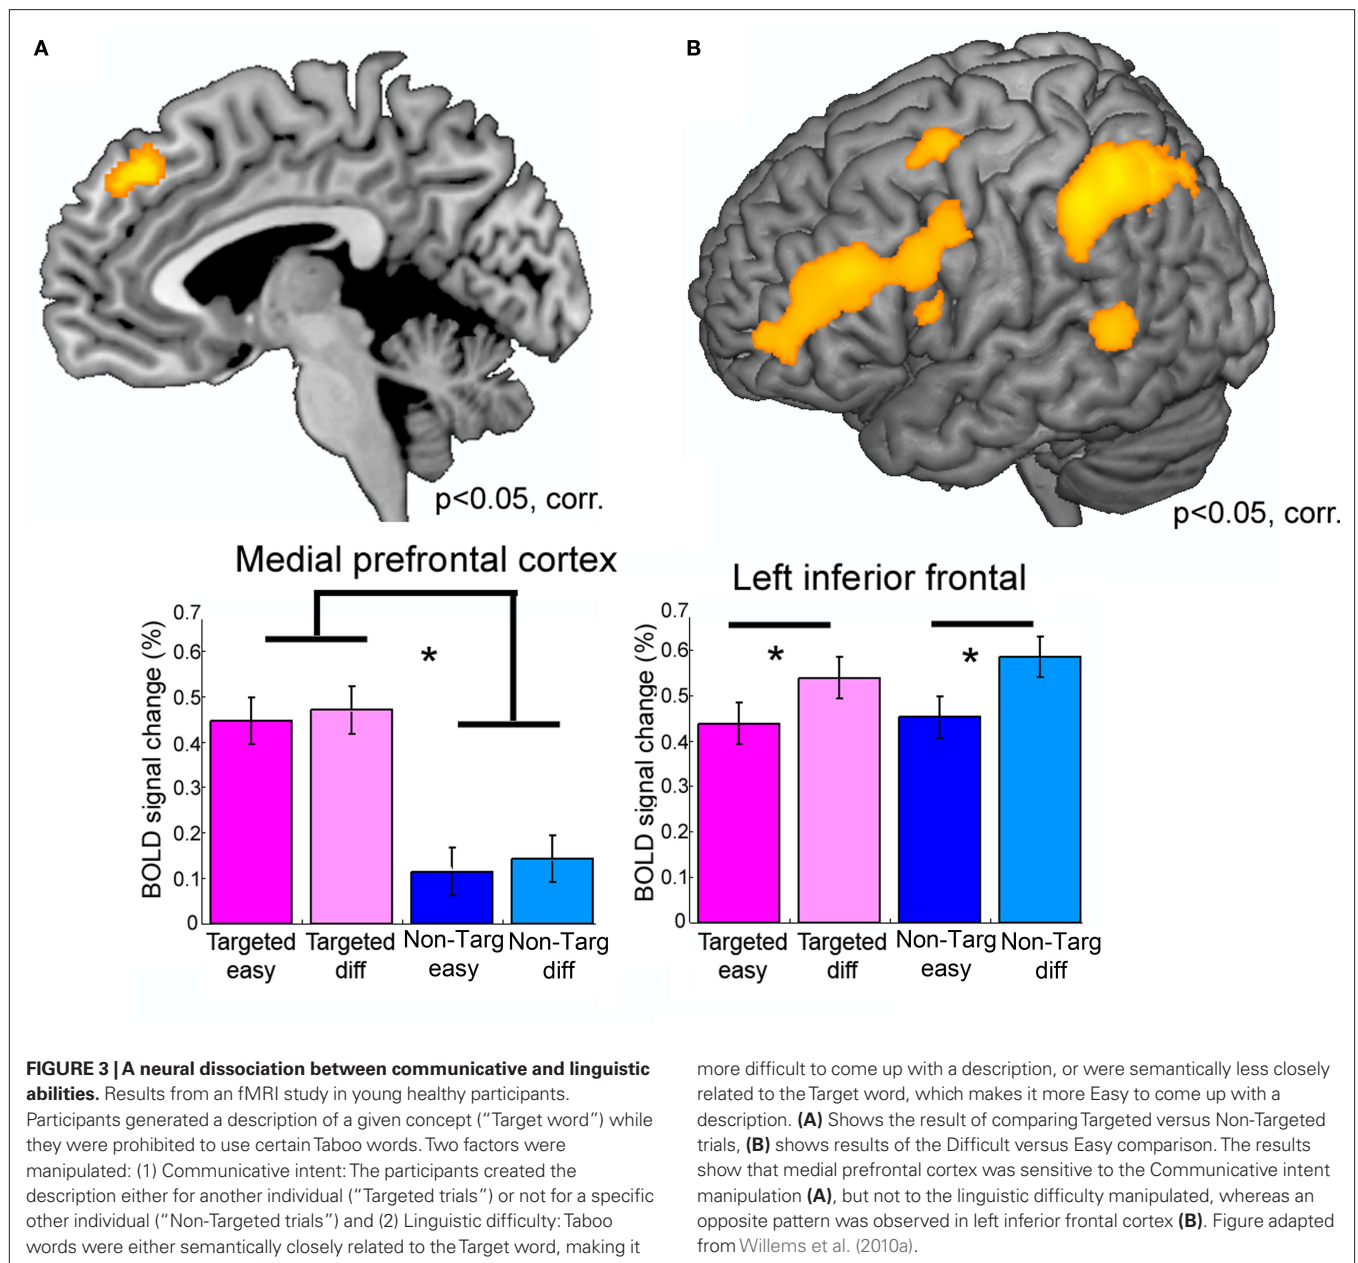 A
B
p<0.05, corr.
p<0.05, corr.
Medial prefrontal cortex
BOLD signal change (%)
0.7
0.6
0.5
0.4
0.3
0.2
0.1
0
*
Targeted easy
Targeted diff
Non-Targ easy
Non-Targ diff
Left inferior frontal
BOLD signal change (%)
0.7
0.6
0.5
0.4
0.3
0.2
0.1
0
*
*
Targeted easy
Targeted diff
Non-Targ easy
Non-Targ diff
FIGURE 3 | A neural dissociation between communicative and linguistic
abilities. Results from an fMRI study in young healthy participants.
Participants generated a description of a given concept (“Target word”) while
they were prohibited to use certain Taboo words. Two factors were
manipulated: (1) Communicative intent: The participants created the
description either for another individual (“Targeted trials”) or not for a specific
other individual (“Non-Targeted trials”) and (2) Linguistic difficulty: Taboo
words were either semantically closely related to the Target word, making it
more difficult to come up with a description, or were semantically less closely
related to the Target word, which makes it more Easy to come up with a
description. (A) Shows the result of comparing Targeted versus Non-Targeted
trials, (B) shows results of the Difficult versus Easy comparison. The results
show that medial prefrontal cortex was sensitive to the Communicative intent
manipulation (A), but not to the linguistic difficulty manipulated, whereas an
opposite pattern was observed in left inferior frontal cortex (B). Figure adapted
from Willems et al. (2010a).